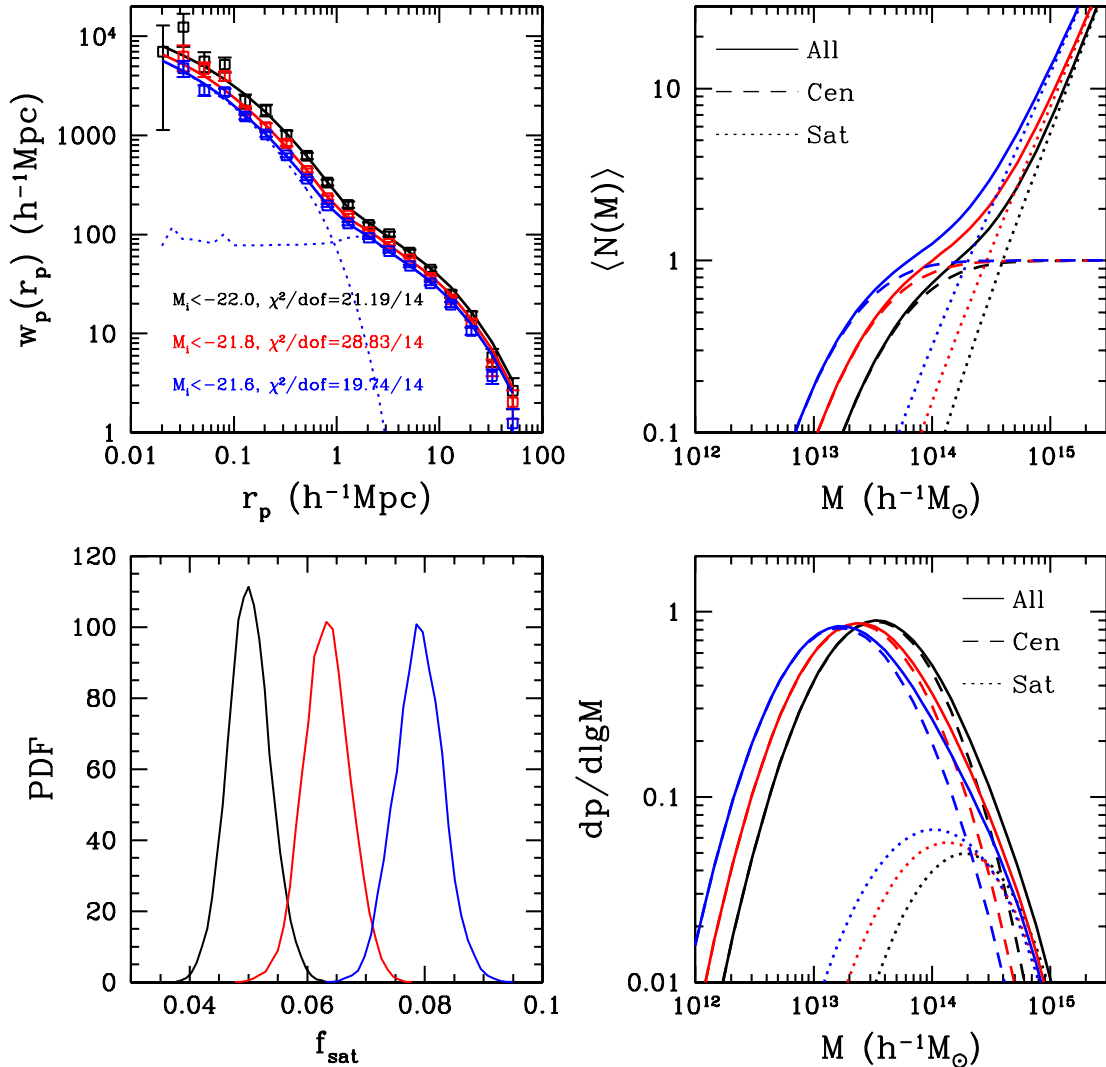 10⁴
1000
100
10
1
w_p(r_p) (h⁻¹Mpc)
M_i<−22.0, χ²/dof=21.19/14
M_i<−21.8, χ²/dof=28.83/14
M_i<−21.6, χ²/dof=19.74/14
0.01 0.1 1 10 100
r_p (h⁻¹Mpc)
All
Cen
Sat
10
1
0.1
⟨N(M)⟩
10¹² 10¹³ 10¹⁴ 10¹⁵
M (h⁻¹M_⊙)
120
100
80
60
40
20
0
PDF
0.04 0.06 0.08 0.1
f_sat
All
Cen
Sat
1
0.1
0.01
dp/dlgM
10¹² 10¹³ 10¹⁴ 10¹⁵
M (h⁻¹M_⊙)